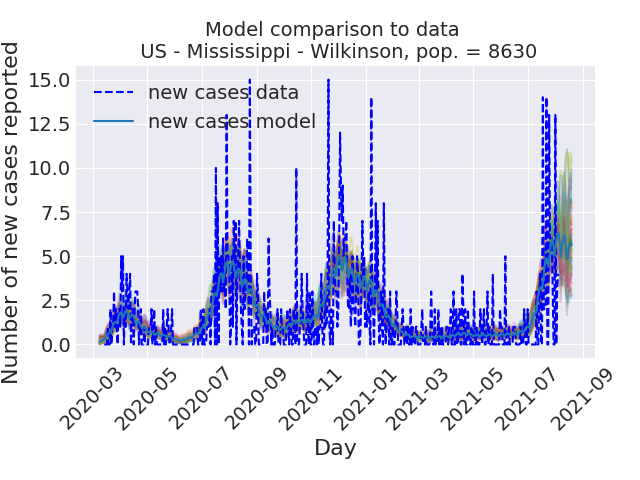 Model comparison to data
US - Mississippi - Wilkinson, pop. = 8630
Number of new cases reported
15.0
12.5
10.0
7.5
5.0
2.5
0.0
new cases data
new cases model
2020-03
2020-05
2020-07
2020-09
2020-11
2021-01
2021-03
2021-05
2021-07
2021-09
Day